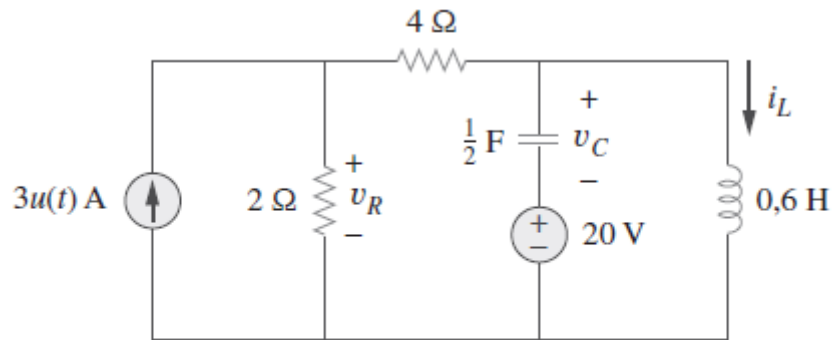 4 Ω
3u(t) A
2 Ω
+
v_R
−
½ F
+
v_C
−
+
−
20 V
i_L
0,6 H